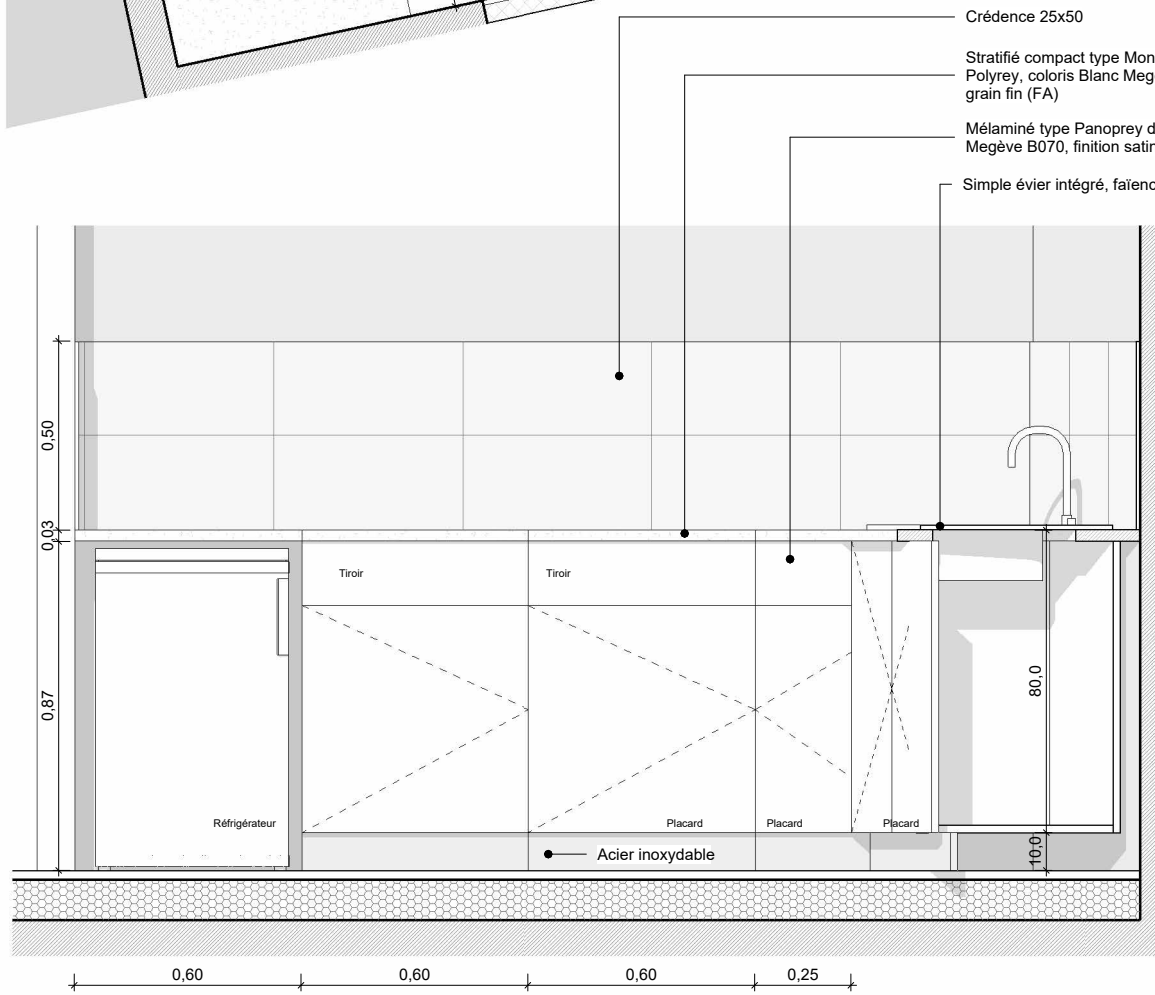 Crédence 25x50
Stratifié compact type Mon
Polyrey, coloris Blanc Meg
grain fin (FA)
Mélaminé type Panoprey d
Megève B070, finition satin
Simple évier intégré, faïenc
0,50
0,03
0,87
Tiroir
Tiroir
80,0
Réfrigérateur
Placard
Placard
Placard
Acier inoxydable
10,0
0,60
0,60
0,60
0,25